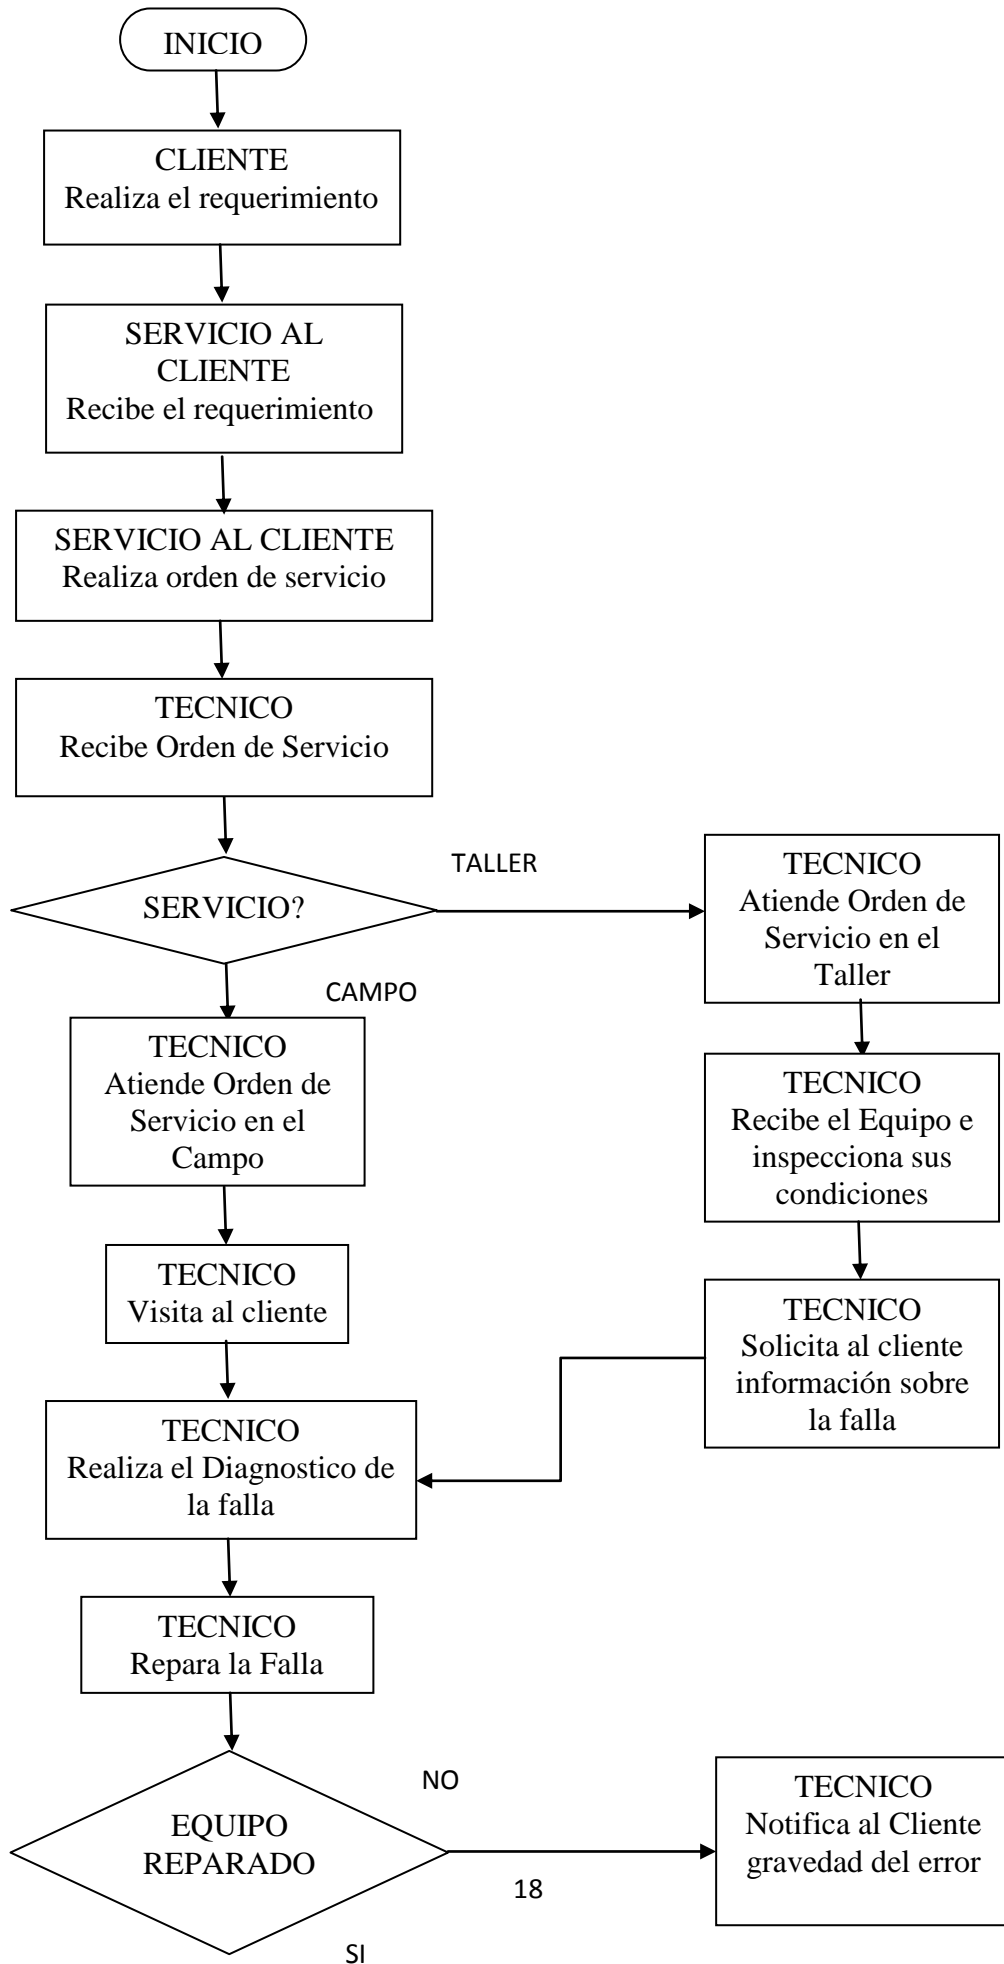 INICIO
CLIENTE
Realiza el requerimiento
SERVICIO AL
CLIENTE
Recibe el requerimiento
SERVICIO AL CLIENTE
Realiza orden de servicio
TECNICO
Recibe Orden de Servicio
SERVICIO?
TALLER
TECNICO
Atiende Orden de
Servicio en el
Taller
CAMPO
TECNICO
Atiende Orden de
Servicio en el
Campo
TECNICO
Recibe el Equipo e
inspecciona sus
condiciones
TECNICO
Visita al cliente
TECNICO
Solicita al cliente
información sobre
la falla
TECNICO
Realiza el Diagnostico de
la falla
TECNICO
Repara la Falla
EQUIPO
REPARADO
NO
TECNICO
Notifica al Cliente
gravedad del error
18
SI